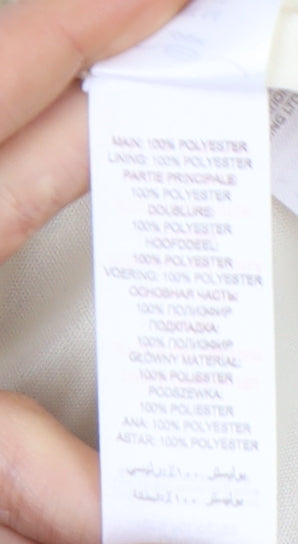 MAIN: 100% POLYESTER
LINING: 100% POLYESTER
PARTIE PRINCIPALE:
100% POLYESTER
DOUBLURE:
100% POLYESTER
HOOFDDEEL:
100% POLYESTER
VOERING: 100% POLYESTER
ОСНОВНАЯ ЧАСТЬ:
100% ПОЛИЭФИР
ПОДКЛАДКА:
100% ПОЛИЭФИР
GŁÓWNY MATERIAL:
100% POLIESTER
PODSZEWKA:
100% POLIESTER
ANA: 100% POLYESTER
ASTAR: 100% POLYESTER